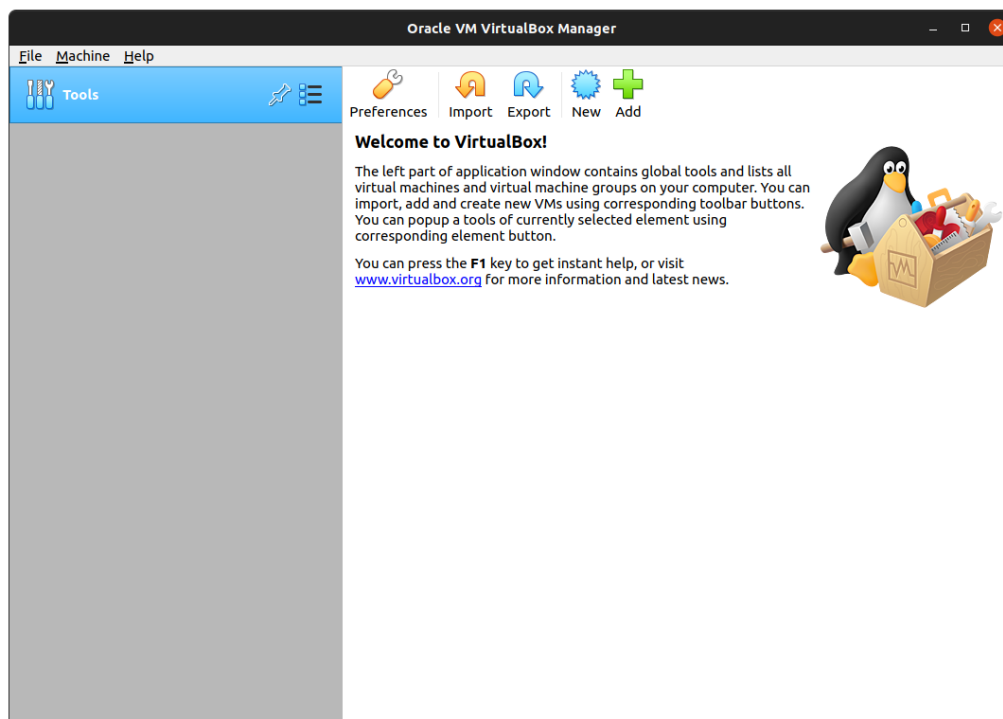 Oracle VM VirtualBox Manager
File Machine Help
Tools
Preferences Import Export New Add
Welcome to VirtualBox!
The left part of application window contains global tools and lists all
virtual machines and virtual machine groups on your computer. You can
import, add and create new VMs using corresponding toolbar buttons.
You can popup a tools of currently selected element using
corresponding element button.
You can press the F1 key to get instant help, or visit
www.virtualbox.org for more information and latest news.